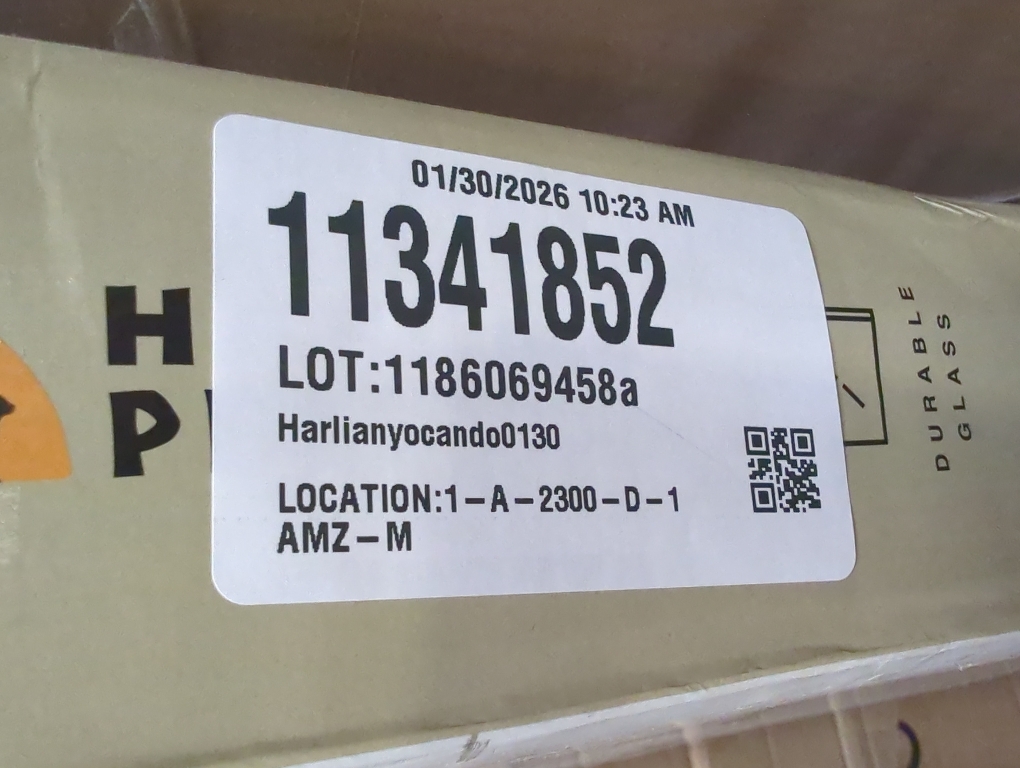 01/30/2026 10:23 AM
11341852
LOT:1186069458a
Harlianyocando0130
LOCATION:1-A-2300-D-1
AMZ-M
H
P
DURABLE
GLASS